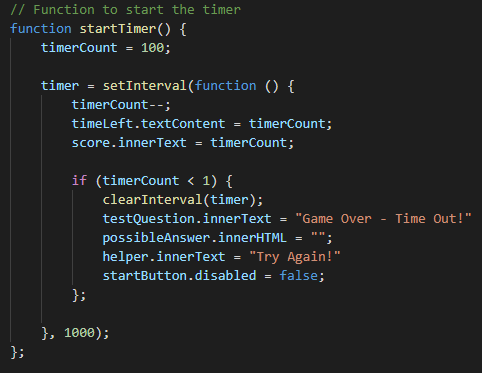 // Function to start the timer
function startTimer() {
    timerCount = 100;

    timer = setInterval(function () {
        timerCount--;
        timeLeft.textContent = timerCount;
        score.innerText = timerCount;

        if (timerCount < 1) {
            clearInterval(timer);
            testQuestion.innerText = "Game Over - Time Out!"
            possibleAnswer.innerHTML = "";
            helper.innerText = "Try Again!"
            startButton.disabled = false;
        };

    }, 1000);
};